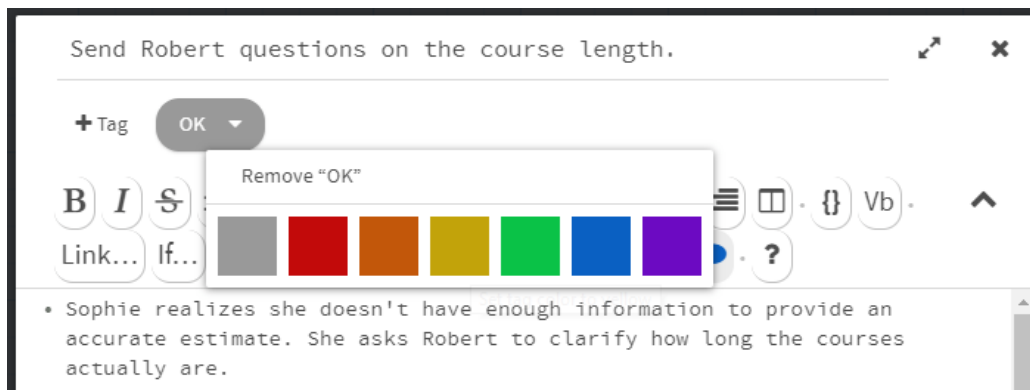 Send Robert questions on the course length.
+ Tag OK
Remove “OK”
B I S {} Vb
Link... If... ?
• Sophie realizes she doesn't have enough information to provide an
accurate estimate. She asks Robert to clarify how long the courses
actually are.